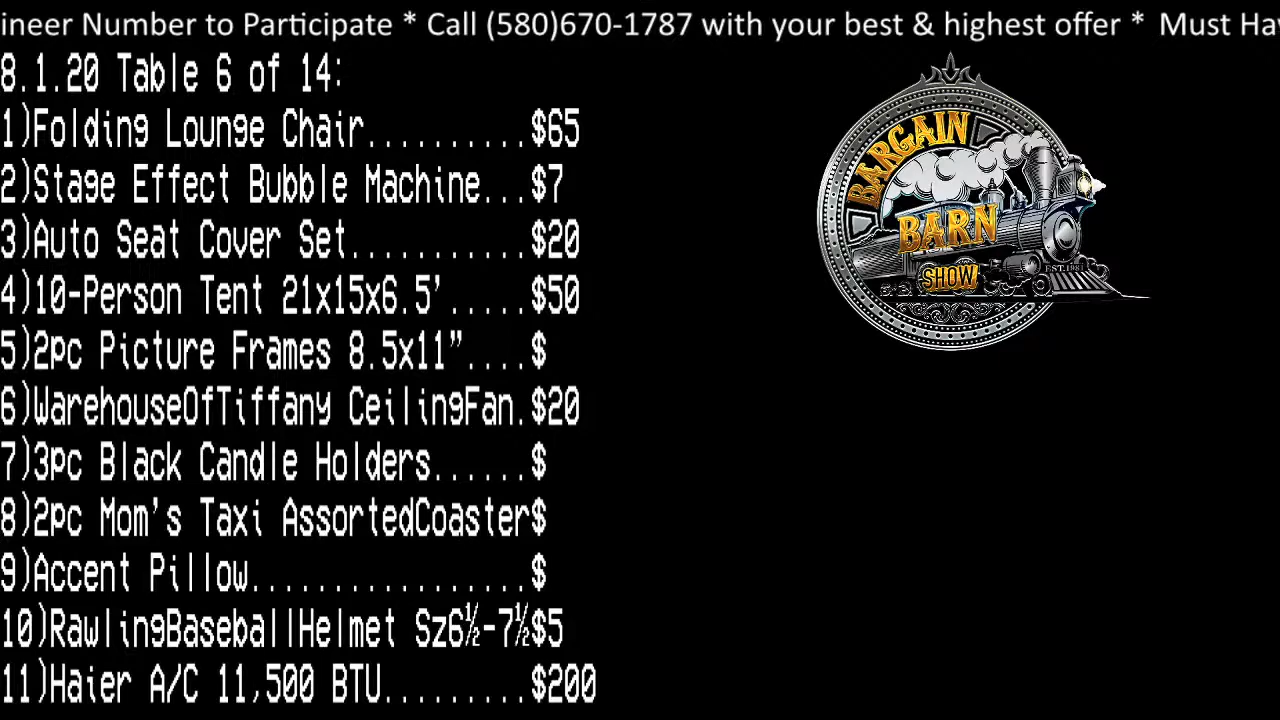 ineer Number to Participate * Call (580)670-1787 with your best & highest offer * Must Ha
8.1.20 Table 6 of 14:
1)Folding Lounge Chair..........$65
2)Stage Effect Bubble Machine...$7
3)Auto Seat Cover Set...........$20
4)10-Person Tent 21x15x6.5'.....$50
5)2pc Picture Frames 8.5x11”....$
6)WarehouseOfTiffany CeilingFan.$20
7)3pc Black Candle Holders......$
8)2pc Mom's Taxi AssortedCoaster$
9)Accent Pillow.................$
10)RawlingBaseballHelmet Sz6½-7½$5
11)Haier A/C 11,500 BTU.........$200
BARGAIN
BARN
SHOW